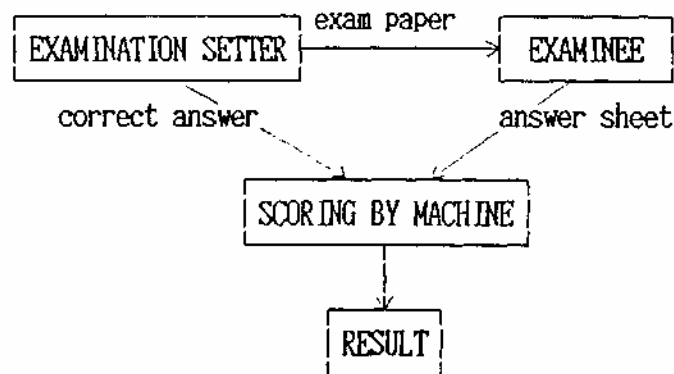 exam paper
EXAMINATION SETTER
EXAMINEE
correct answer
answer sheet
SCORING BY MACHINE
RESULT